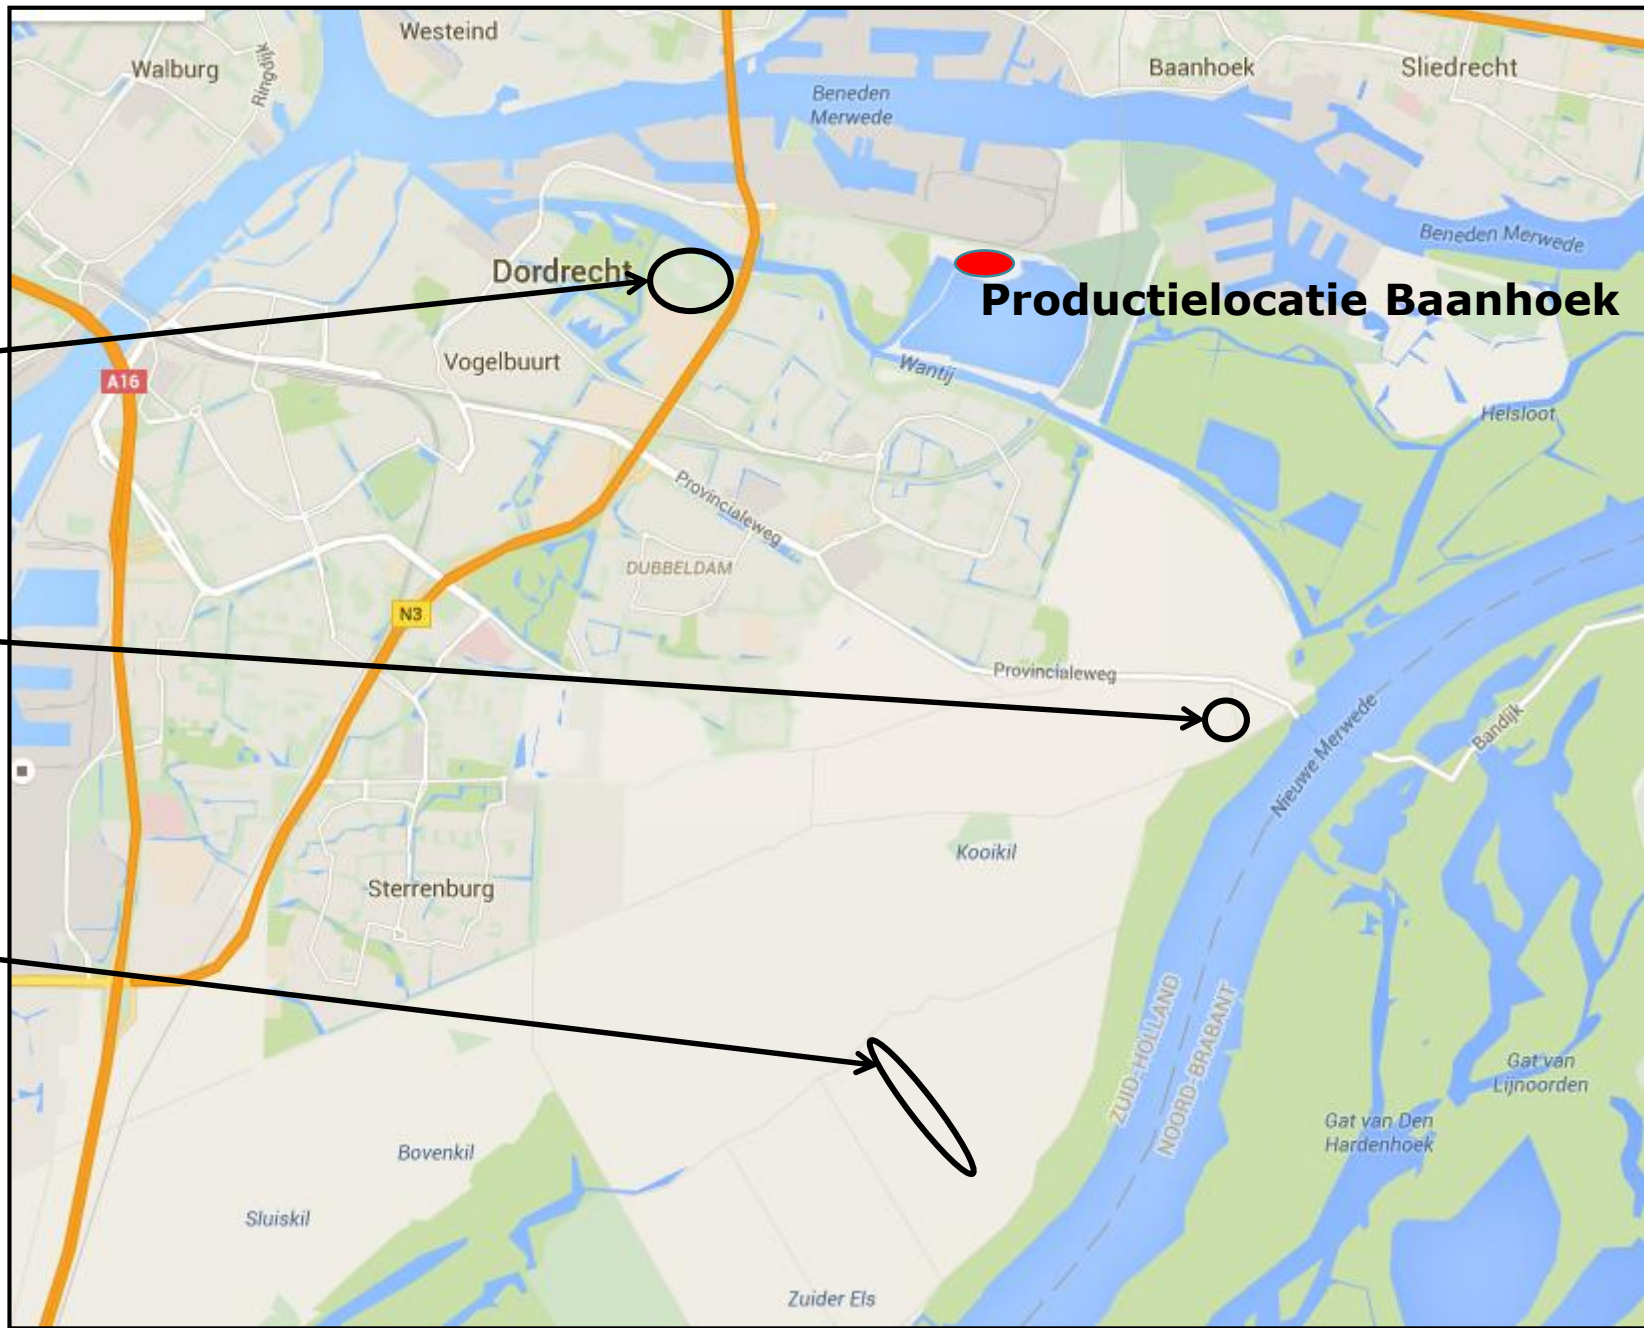 Westeind
Walburg
Ringdijk
Baanhoek
Sliedrecht
Beneden
Merwede
Beneden Merwede
Dordrecht
Productielocatie Baanhoek
Vogelbuurt
A16
Wantij
Helsloot
Provincialeweg
DUBBELDAM
N3
Provincialeweg
Nieuwe Merwede
Bandijk
Kooikil
Sterrenburg
ZUID-HOLLAND
NOORD-BRABANT
Gat van
Lijnoorden
Gat van Den
Hardenhoek
Bovenkil
Sluiskil
Zuider Els